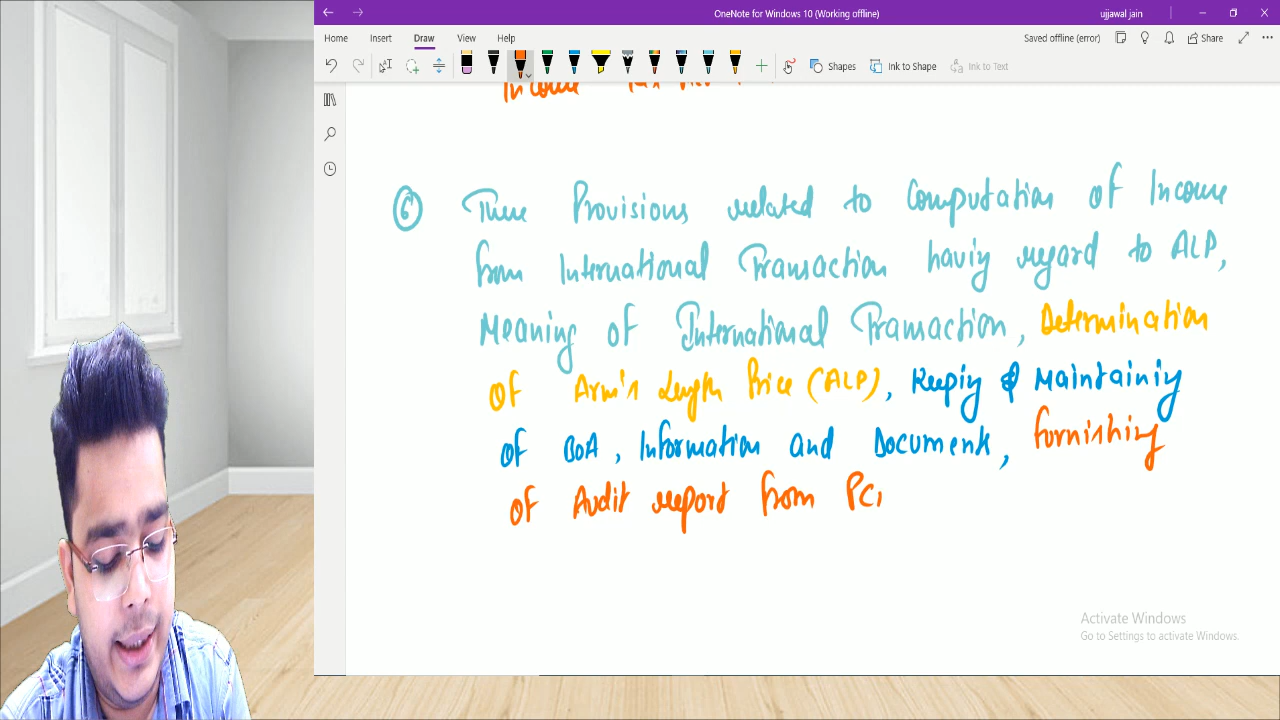 OneNote for Windows 10 (Working offline)
ujjawal jain
Home Insert Draw View Help
Saved offline (error)
Share
Shapes
Ink to Shape
Ink to Text
Income Tax
6 These Provisions related to Computation of Income
from International Transaction having regard to ALP,
Meaning of International Transaction, Determination
Of Arm's Length Price (ALP), Keeping & Maintaining
of BoA, Information and Documents, furnishing
of Audit report from PCA
Activate Windows
Go to Settings to activate Windows.